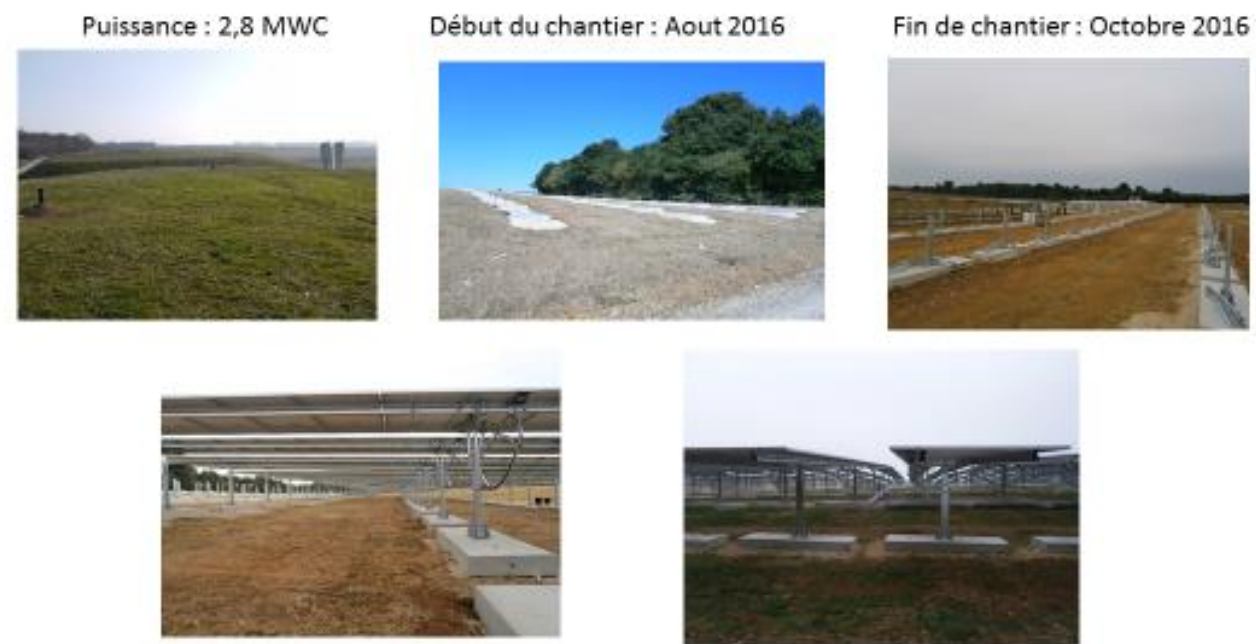 Puissance : 2,8 MWC
Début du chantier : Aout 2016
Fin de chantier : Octobre 2016